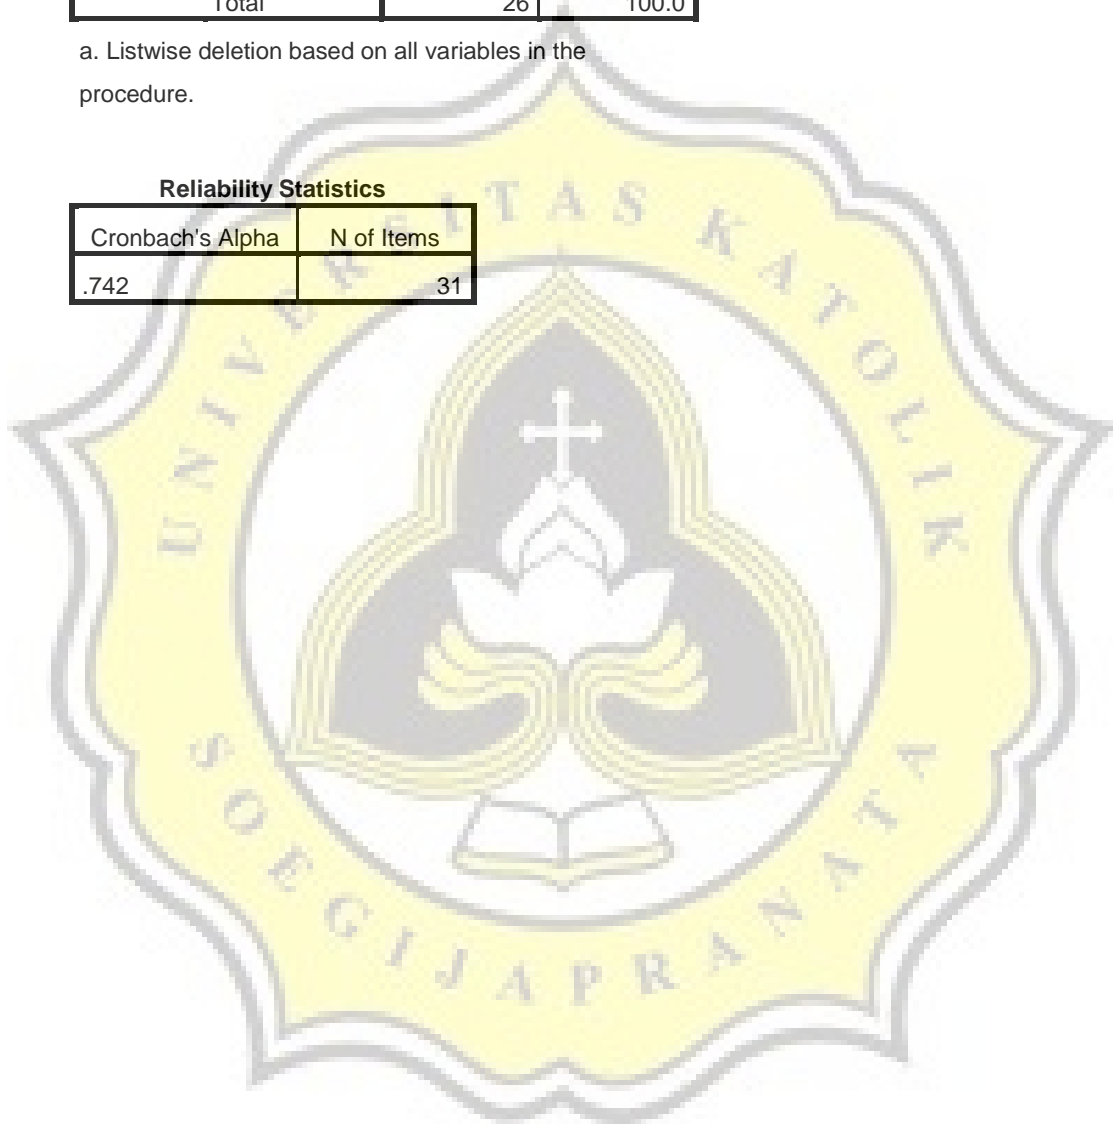 Total 26 100.0
a. Listwise deletion based on all variables in the
procedure.
Reliability Statistics
Cronbach's Alpha N of Items
.742 31
UNIVERSITAS KATOLIK
SOEGIJAPRANATA